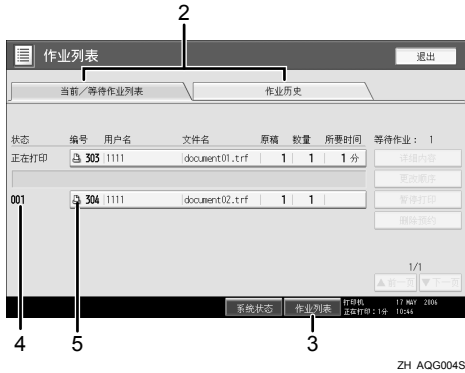 2
作业列表 退出
当前／等待作业列表 作业历史
状态 编号 用户名 文件名 原稿 数量 所要时间 等待作业： 1
正在打印 303 1111 document01.trf 1 1 1 分 详细内容
更改顺序
001 304 1111 document02.trf 1 1 暂停打印
删除预约
1/1
▲前一页 ▼下一页
系统状态 作业列表 打印机 17 MAY 2006
正在打印：1分 10:46
4 5 3
ZH AQG004S